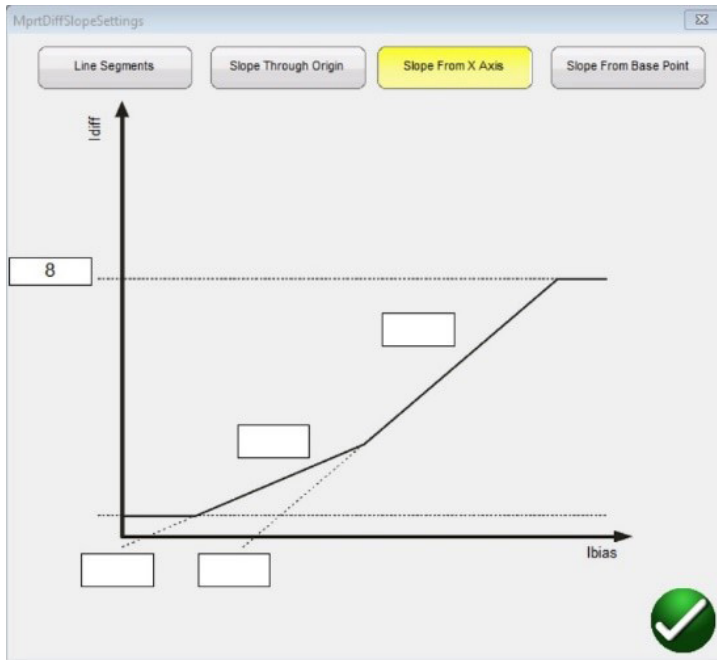 MprtDiffSlopeSettings
Line Segments
Slope Through Origin
Slope From X Axis
Slope From Base Point
Idiff
8
Ibias